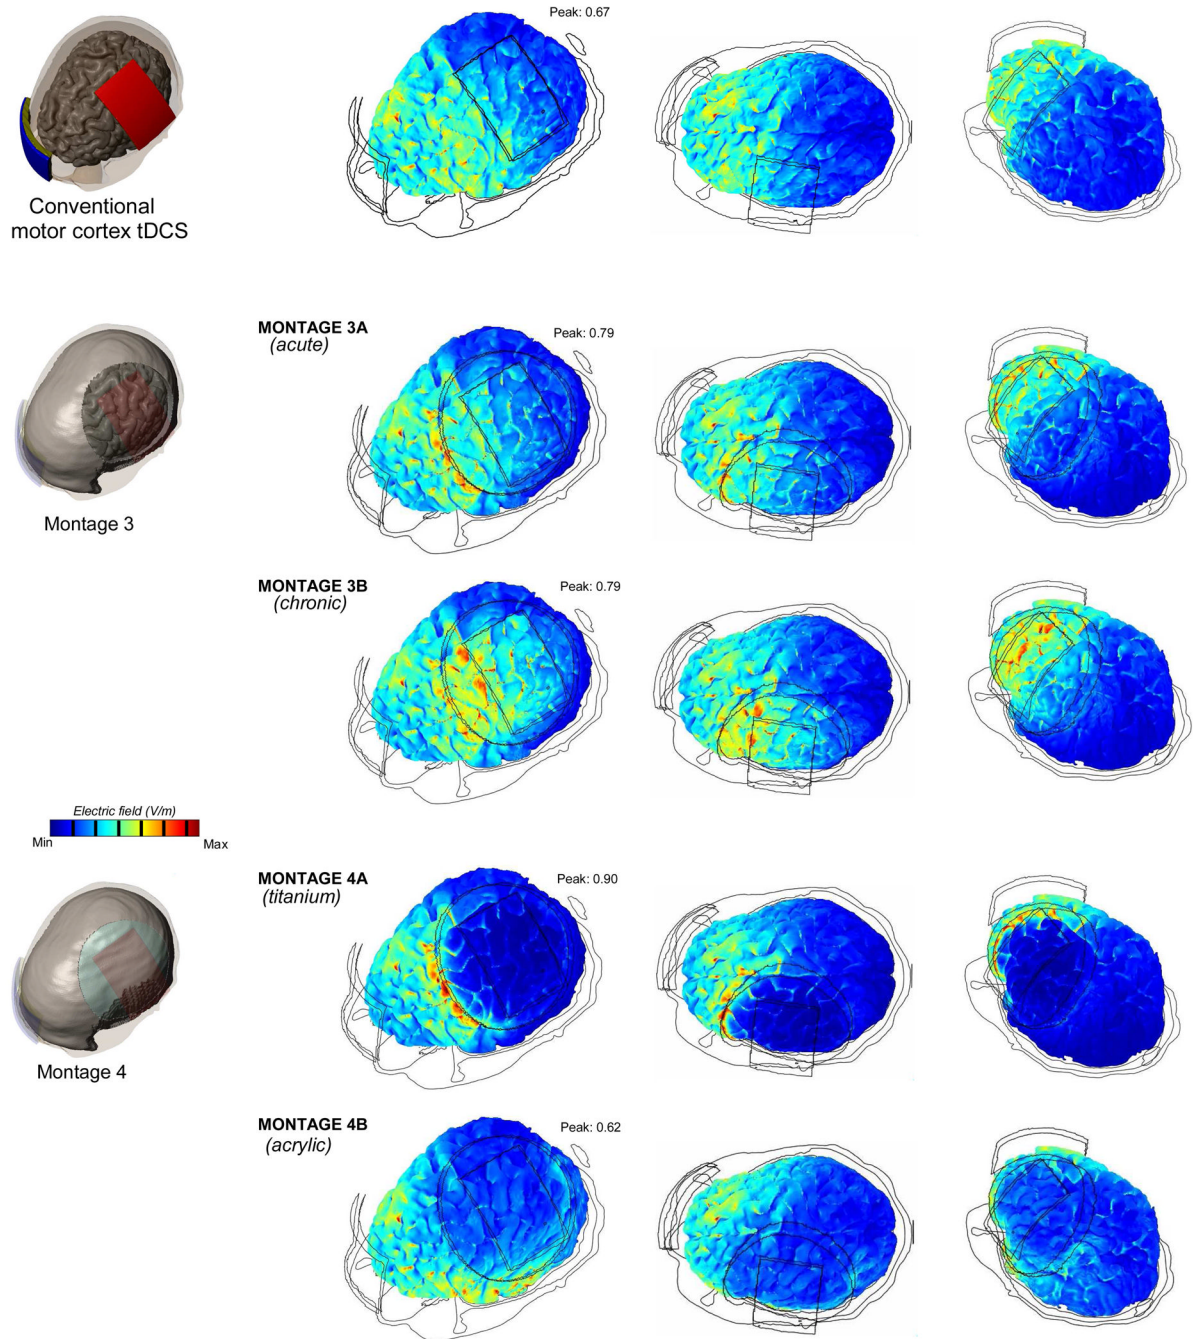 Peak: 0.67
Conventional
motor cortex tDCS
MONTAGE 3A
(acute)
Peak: 0.79
Montage 3
MONTAGE 3B
(chronic)
Peak: 0.79
Electric field (V/m)
Min
Max
MONTAGE 4A
(titanium)
Peak: 0.90
Montage 4
MONTAGE 4B
(acrylic)
Peak: 0.62